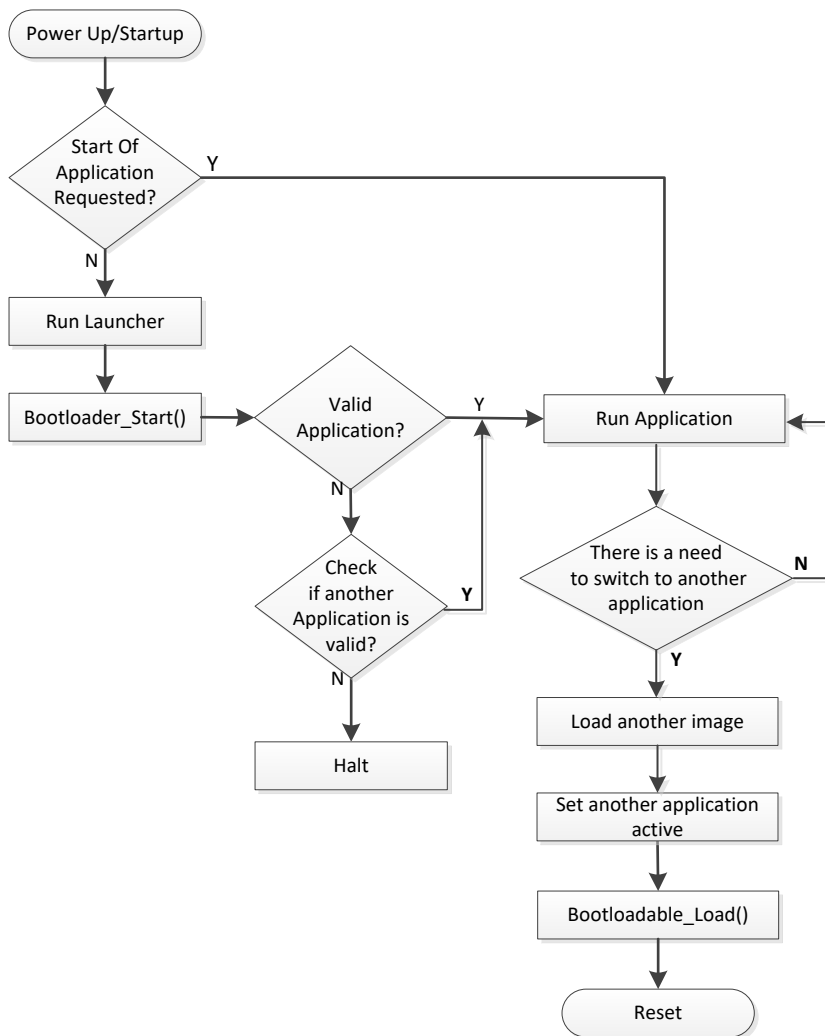 Power Up/Startup
Start Of
Application
Requested?
Y
N
Run Launcher
Bootloader_Start()
Valid
Application?
Y
N
Run Application
Check
if another
Application is
valid?
Y
N
Halt
There is a need
to switch to another
application
N
Y
Load another image
Set another application
active
Bootloadable_Load()
Reset